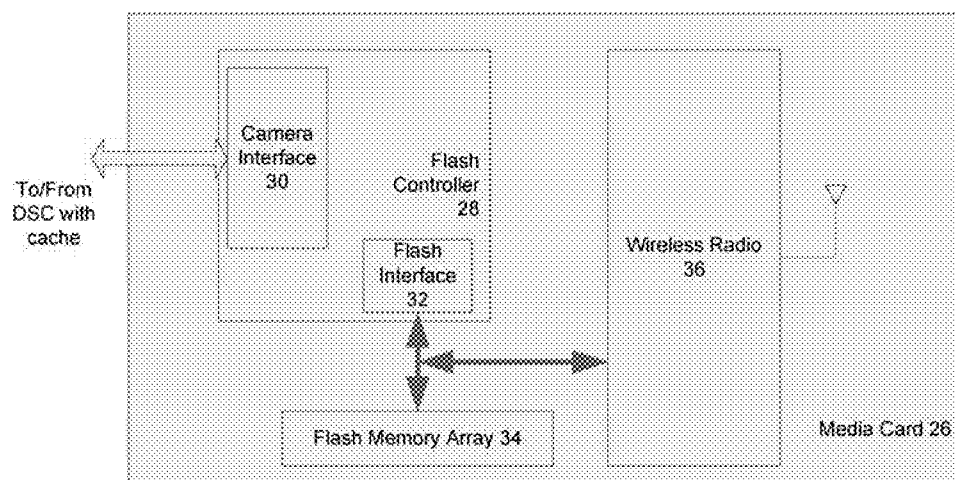 Camera
Interface
30
Flash
Controller
28
To/From
DSC with
cache
Flash
Interface
32
Wireless Radio
36
Flash Memory Array 34
Media Card 26